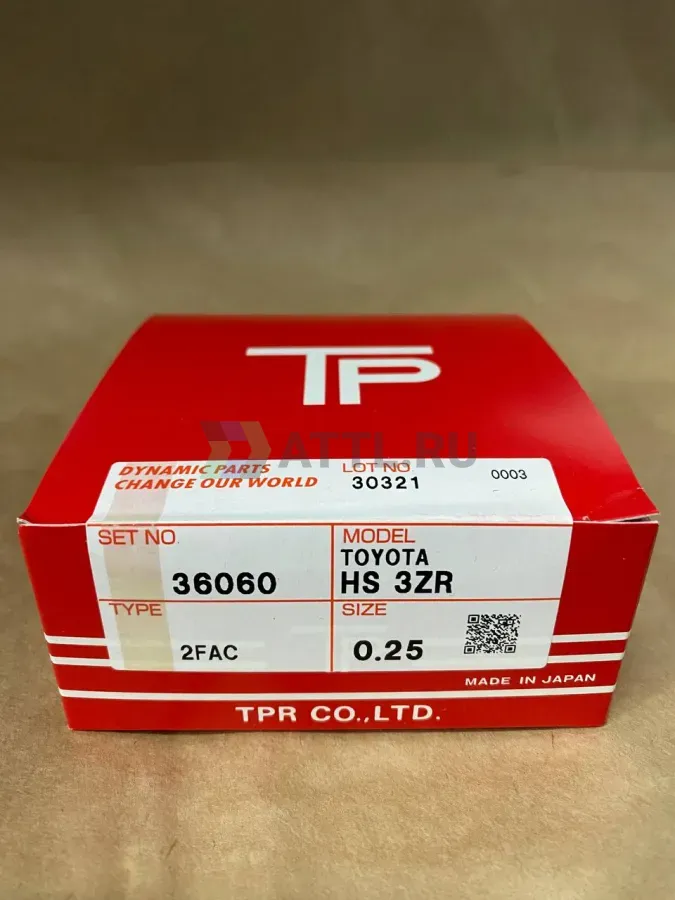 TP
ATTL.RU
DYNAMIC PARTS
CHANGE OUR WORLD
LOT NO
30321
0003
SET NO.
36060
MODEL
TOYOTA
HS 3ZR
TYPE
2FAC
SIZE
0.25
MADE IN JAPAN
TPR CO.,LTD.